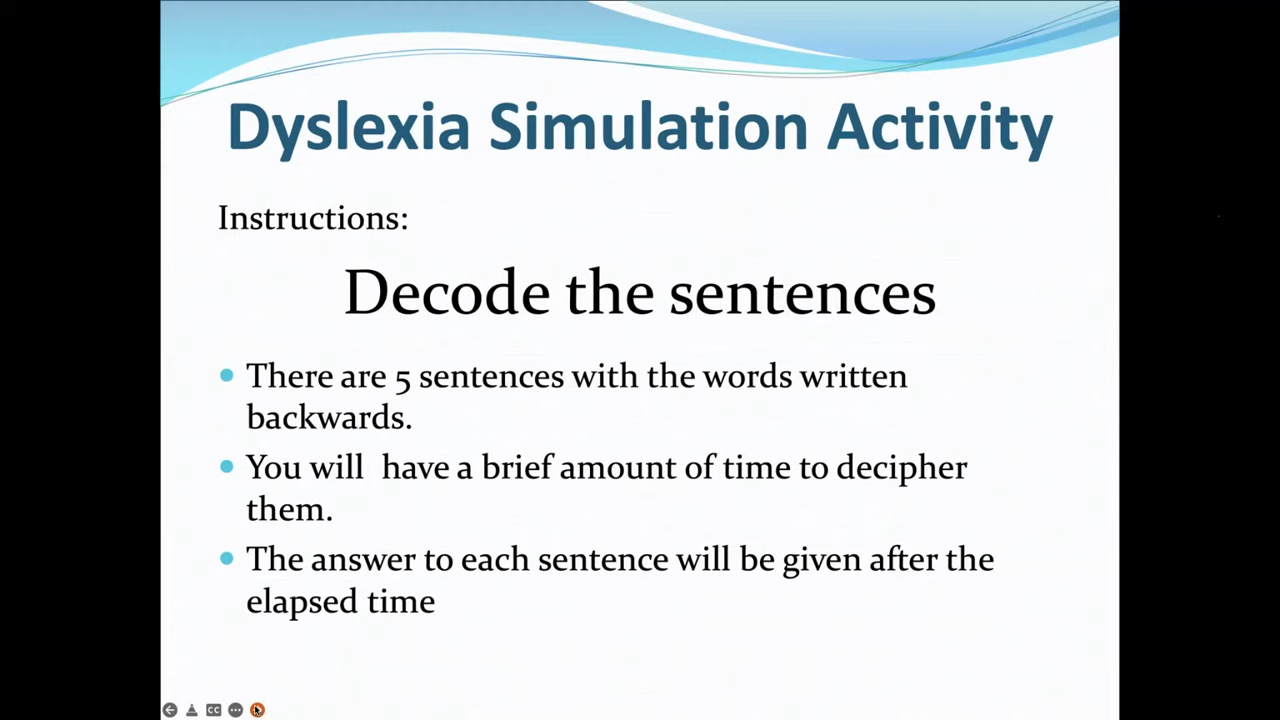 Dyslexia Simulation Activity
Instructions:
Decode the sentences
There are 5 sentences with the words written
backwards.
You will have a brief amount of time to decipher
them.
The answer to each sentence will be given after the
elapsed time
CC